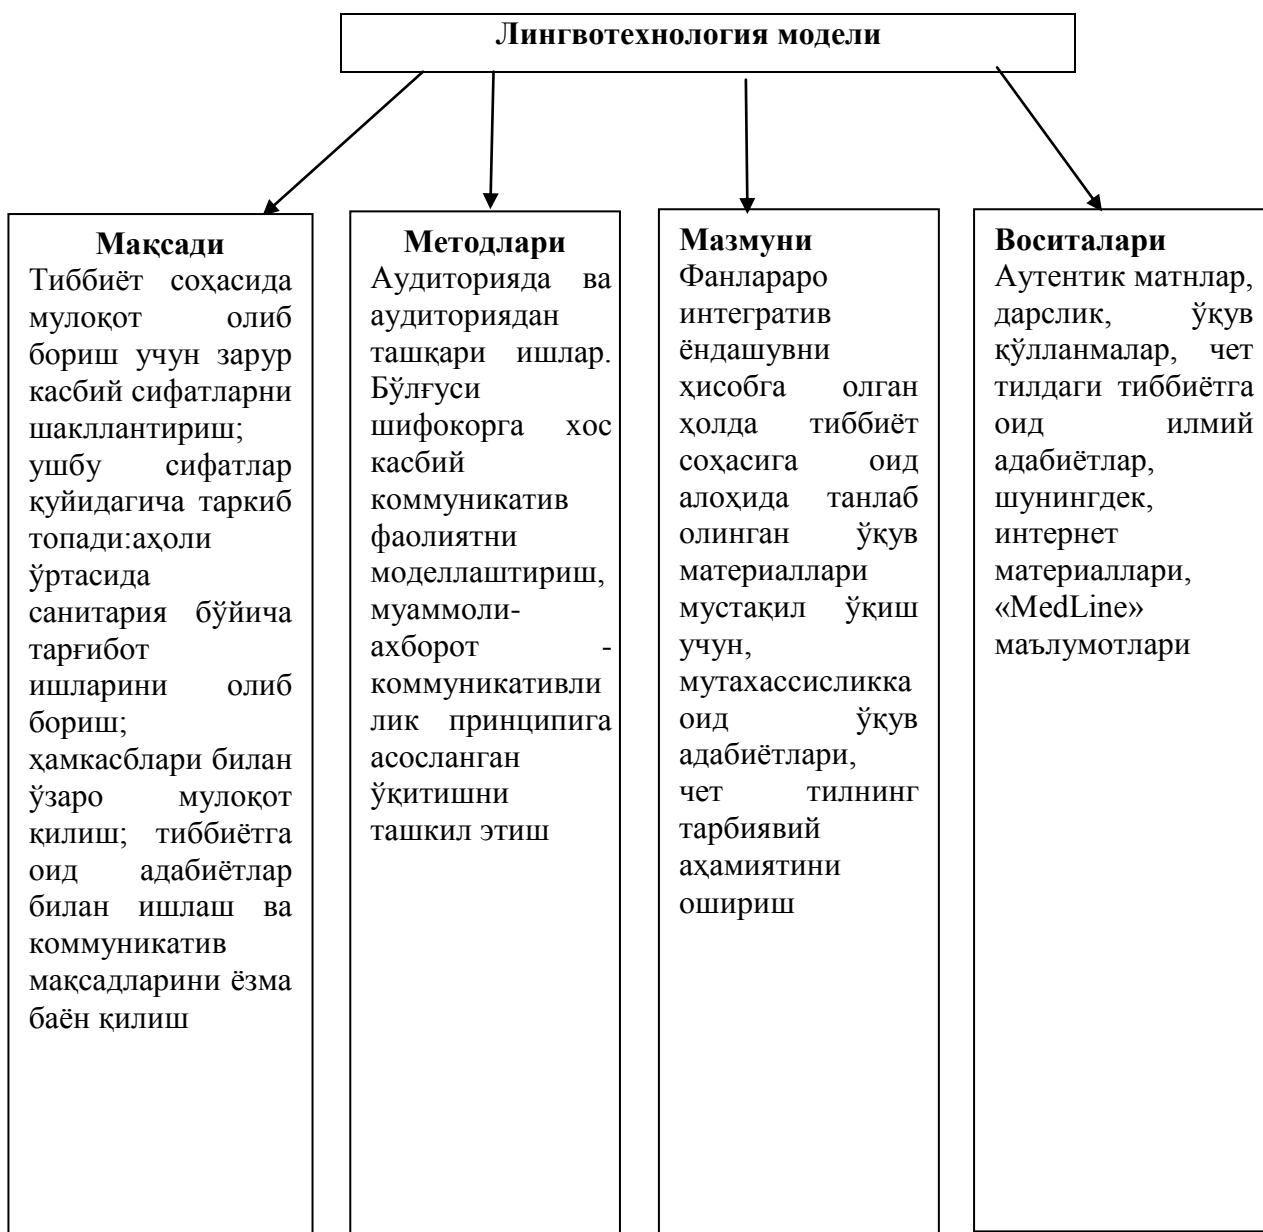 Лингвотехнология модели
Мақсади
Тиббиёт соҳасида
мулоқот олиб
бориш учун зарур
касбий сифатларни
шакллантириш;
ушбу сифатлар
қуйидагича таркиб
топади:аҳоли
ўртасида
санитария бўйича
тарғибот
ишларини олиб
бориш;
ҳамкасблари билан
ўзаро мулоқот
қилиш; тиббиётга
оид адабиётлар
билан ишлаш ва
коммуникатив
мақсадларини ёзма
баён қилиш
Методлари
Аудиторияда ва
аудиториядан
ташқари ишлар.
Бўлғуси
шифокорга хос
касбий
коммуникатив
фаолиятни
моделлаштириш,
муаммоли-
ахборот -
коммуникативли
лик принципига
асосланган
ўқитишни
ташкил этиш
Мазмуни
Фанлараро
интегратив
ёндашувни
ҳисобга олган
ҳолда тиббиёт
соҳасига оид
алоҳида танлаб
олинган ўқув
материаллари
мустақил ўқиш
учун,
мутахассисликка
оид ўқув
адабиётлари,
чет тилнинг
тарбиявий
аҳамиятини
ошириш
Воситалари
Аутентик матнлар,
дарслик, ўқув
қўлланмалар, чет
тилдаги тиббиётга
оид илмий
адабиётлар,
шунингдек,
интернет
материаллари,
«MedLine»
маълумотлари